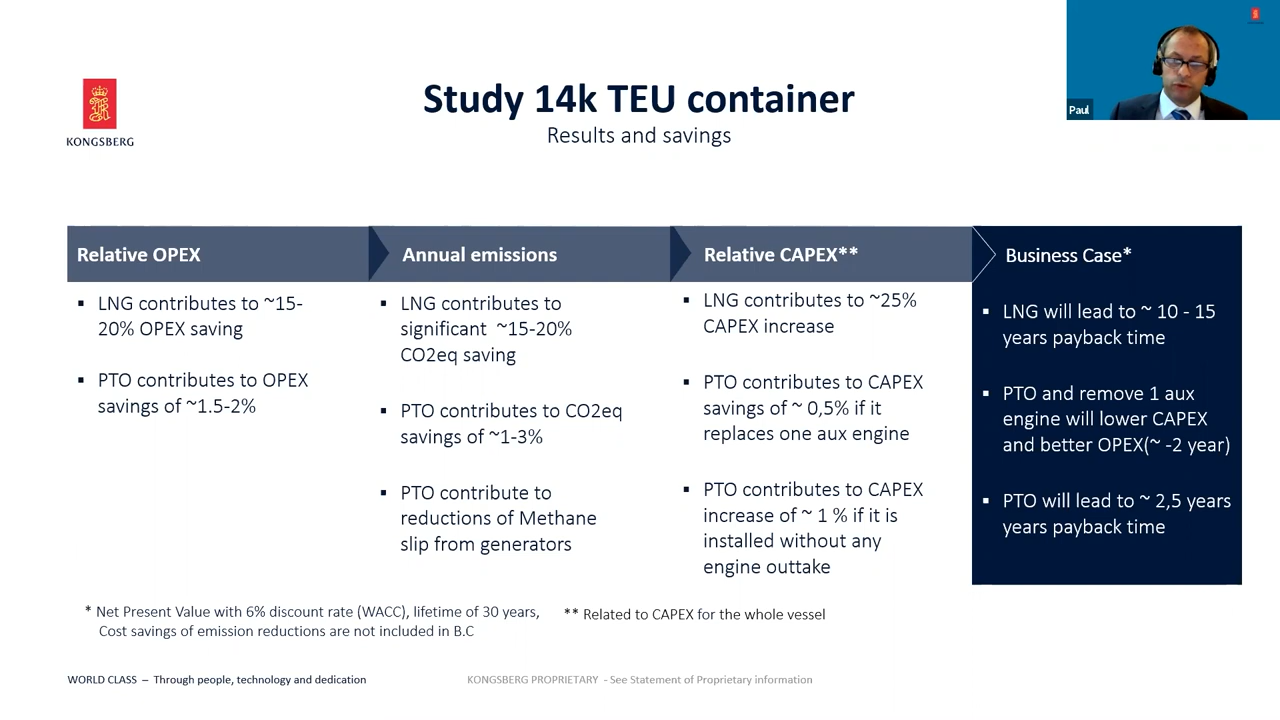 Paul
KONGSBERG
Study 14k TEU container
Results and savings
Relative OPEX
▪ LNG contributes to ~15-
20% OPEX saving
▪ PTO contributes to OPEX
savings of ~1.5-2%
Annual emissions
▪ LNG contributes to
significant ~15-20%
CO2eq saving
▪ PTO contributes to CO2eq
savings of ~1-3%
▪ PTO contribute to
reductions of Methane
slip from generators
Relative CAPEX**
▪ LNG contributes to ~25%
CAPEX increase
▪ PTO contributes to CAPEX
savings of ~ 0,5% if it
replaces one aux engine
▪ PTO contributes to CAPEX
increase of ~ 1 % if it is
installed without any
engine outtake
Business Case*
▪ LNG will lead to ~ 10 - 15
years payback time
▪ PTO and remove 1 aux
engine will lower CAPEX
and better OPEX(~ -2 year)
▪ PTO will lead to ~ 2,5 years
years payback time
* Net Present Value with 6% discount rate (WACC), lifetime of 30 years,
Cost savings of emission reductions are not included in B.C
** Related to CAPEX for the whole vessel
WORLD CLASS – Through people, technology and dedication
KONGSBERG PROPRIETARY - See Statement of Proprietary information